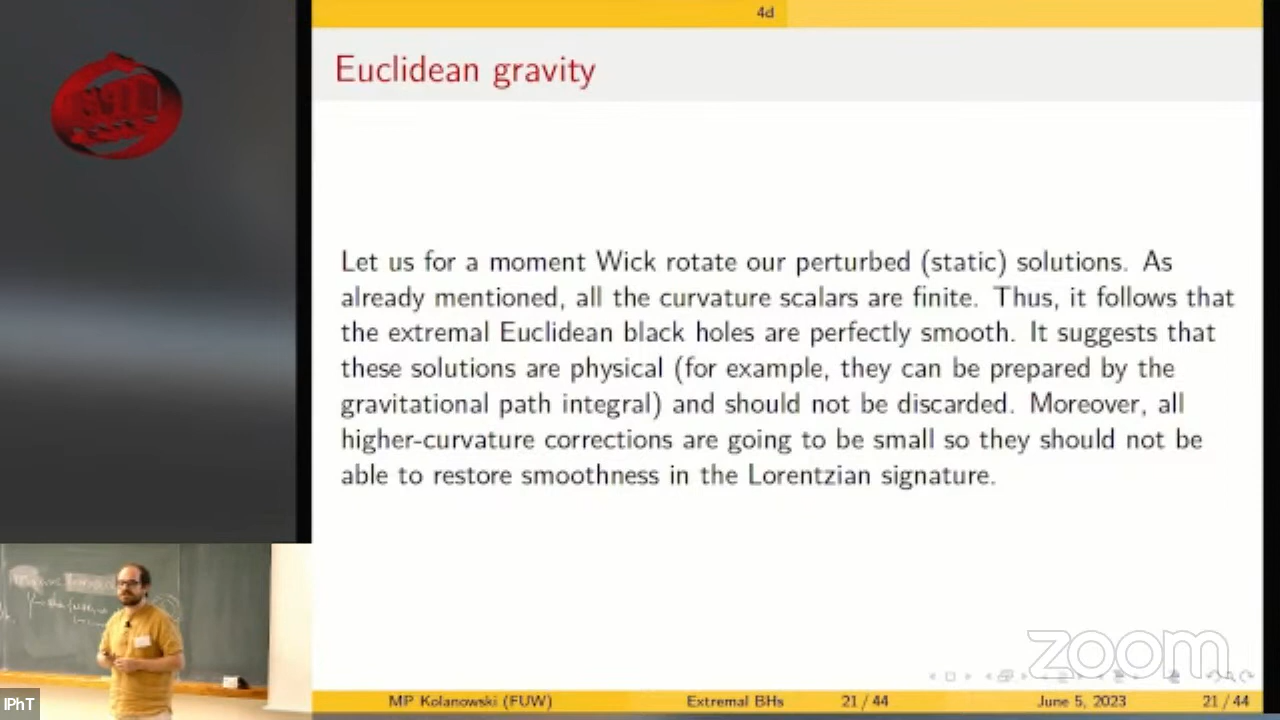 4d
Euclidean gravity
Let us for a moment Wick rotate our perturbed (static) solutions. As
already mentioned, all the curvature scalars are finite. Thus, it follows that
the extremal Euclidean black holes are perfectly smooth. It suggests that
these solutions are physical (for example, they can be prepared by the
gravitational path integral) and should not be discarded. Moreover, all
higher-curvature corrections are going to be small so they should not be
able to restore smoothness in the Lorentzian signature.
zoom
IPhT
MP Kolanowski (FUW) Extremal BHs 21 / 44 June 5, 2023 21 / 44